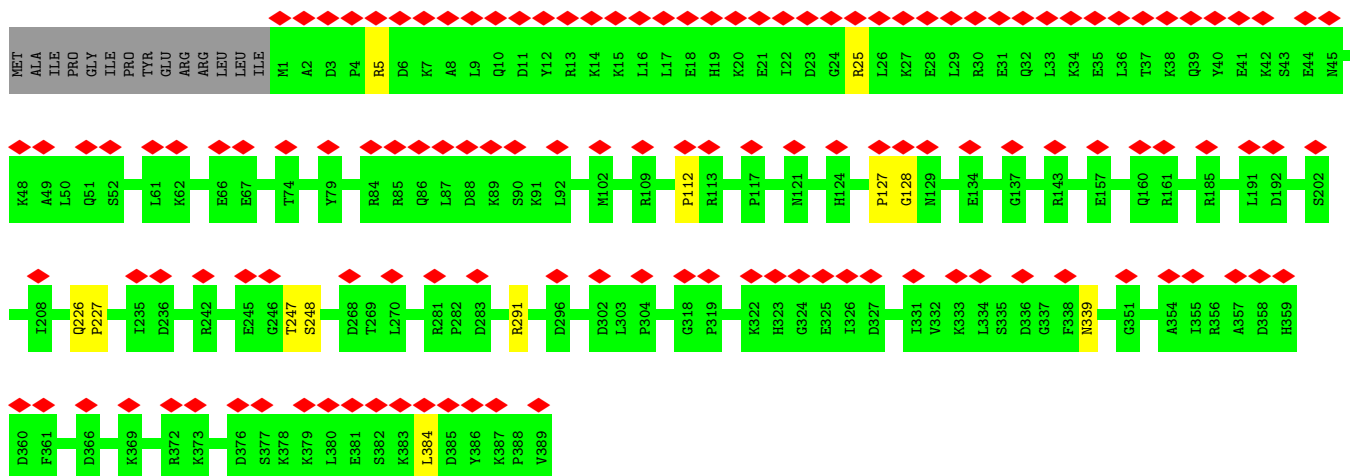 MET ALA ILE PRO GLY ILE PRO TYR GLU ARG ARG LEU LEU ILE M1 A2 D3 P4 R5 D6 K7 A8 L9 Q10 D11 Y12 R13 K14 K15 L16 L17 E18 H19 K20 E21 I22 D23 G24 R25 L26 K27 E28 L29 R30 E31 Q32 L33 K34 E35 L36 T37 K38 Q39 Y40 E41 K42 S43 E44 N45
K48 A49 L50 Q51 S52 L61 K62 E66 E67 T74 Y79 R84 R85 Q86 L87 D88 K89 S90 K91 L92 M102 R109 P112 R113 P117 N121 H124 P127 G128 N129 E134 G137 R143 E157 Q160 R161 R185 L191 D192 S202
I208 Q226 P227 I235 D236 R242 E245 G246 T247 S248 D268 T269 L270 R281 P282 D283 R291 D296 D302 L303 P304 G318 P319 K322 H323 G324 E325 I326 D327 I331 V332 K333 L334 S335 D336 G337 F338 N339 G351 A354 I355 R356 A357 D358 H359
D360 F361 D366 K369 R372 K373 D376 S377 K378 K379 L380 E381 S382 K383 L384 D385 Y386 K387 P388 V389